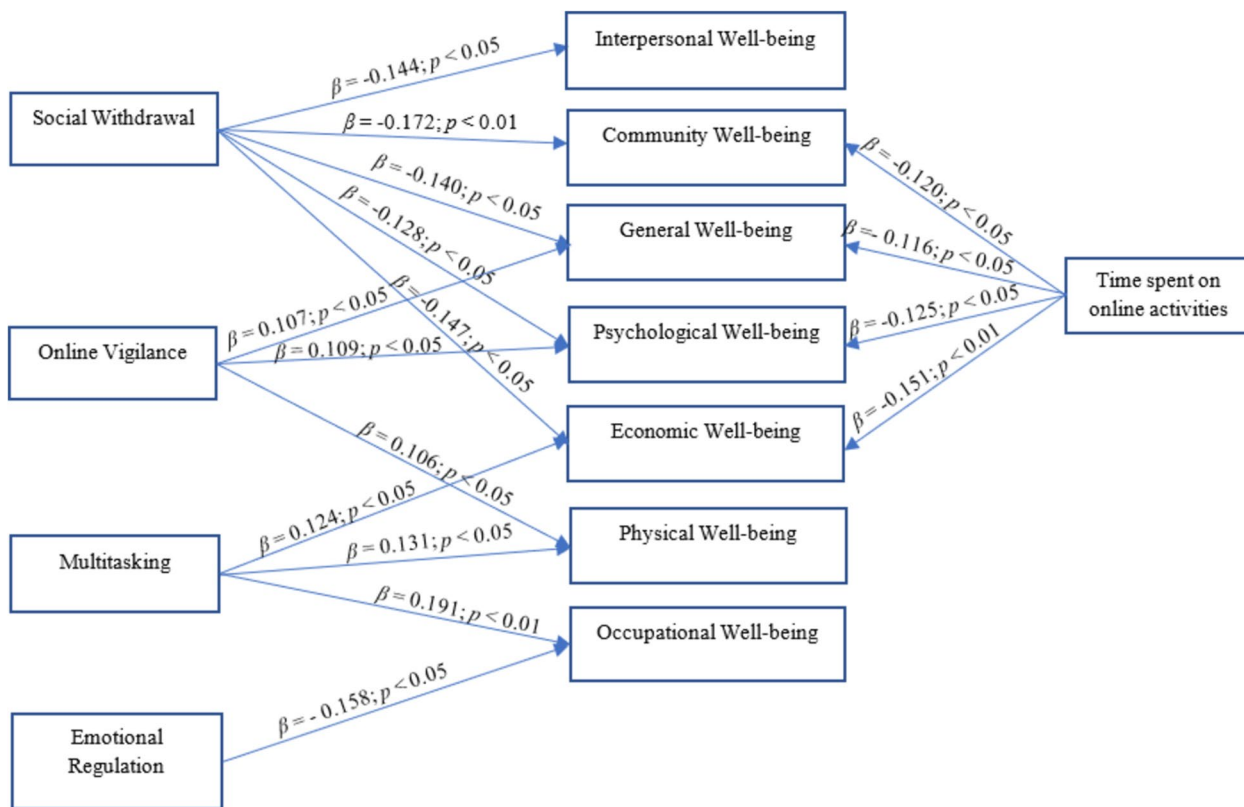 Interpersonal Well-being
β = -0.144; p < 0.05
Social Withdrawal
β = -0.172; p < 0.01
Community Well-being
β = -0.120; p < 0.05
β = -0.140; p < 0.05
General Well-being
β = - 0.116; p < 0.05
β = -0.128; p < 0.05
Time spent on
online activities
β = -0.147; p < 0.05
β = 0.107; p < 0.05
Online Vigilance
β = 0.109; p < 0.05
Psychological Well-being
β = -0.125; p < 0.05
β = -0.151; p < 0.01
Economic Well-being
β = 0.106; p < 0.05
β = 0.124; p < 0.05
Multitasking
β = 0.131; p < 0.05
Physical Well-being
β = 0.191; p < 0.01
Occupational Well-being
β = - 0.158; p < 0.05
Emotional
Regulation